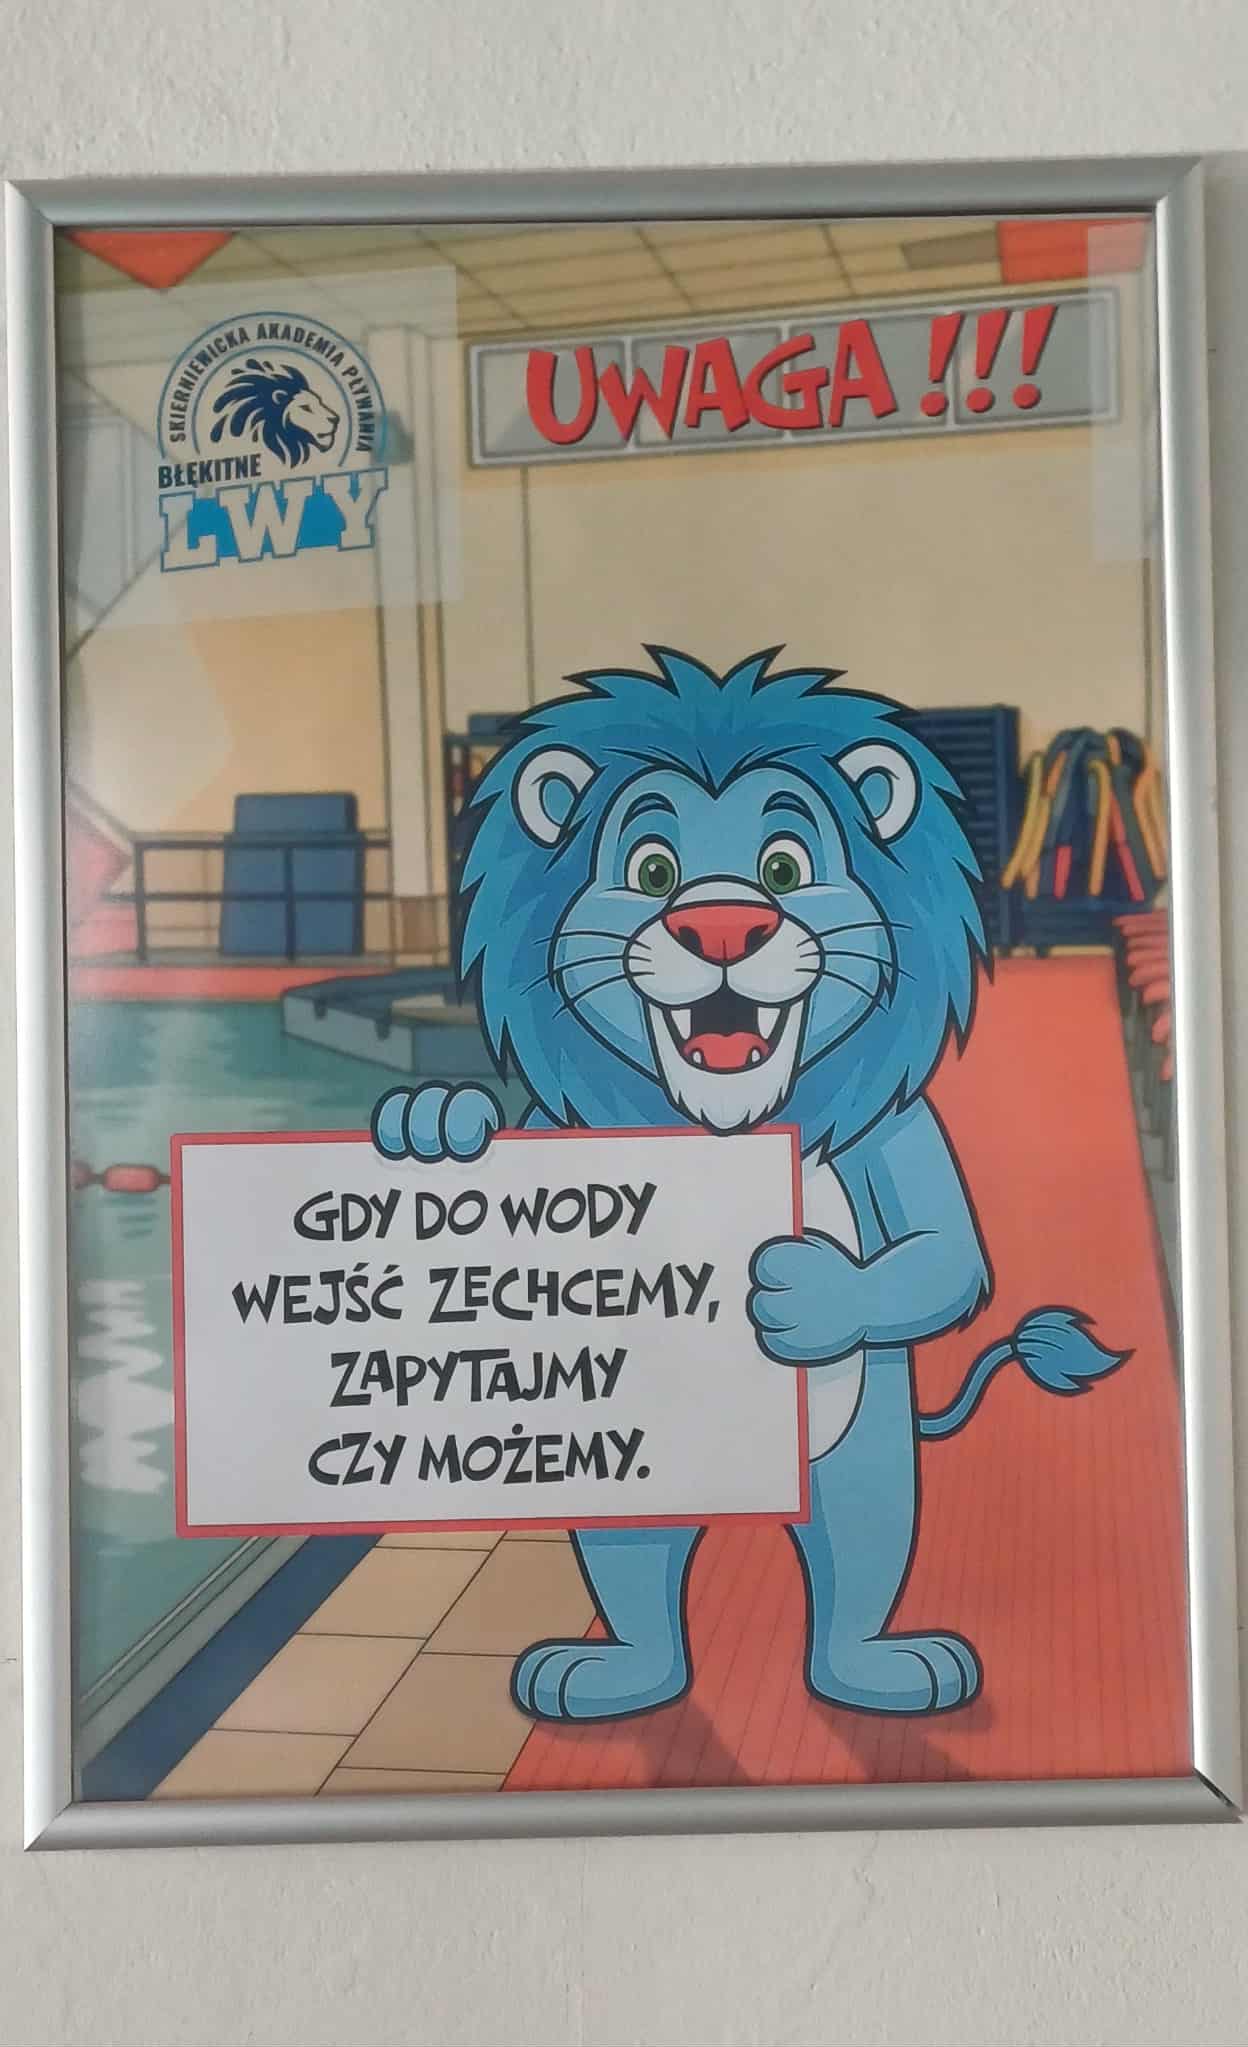 SKIERNIEWICKA AKADEMIA PŁYWANIA
BŁĘKITNE
LWY
UWAGA !!!
GDY DO WODY
WEJŚĆ ZECHCEMY,
ZAPYTAJMY
CZY MOŻEMY.